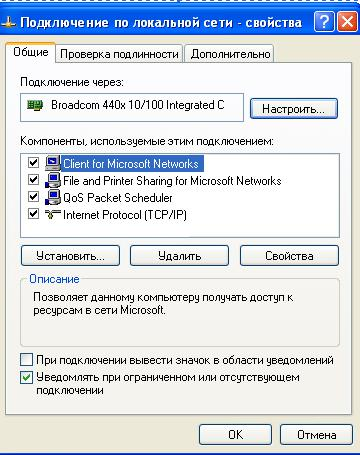 Подключение по локальной сети - свойства
Общие Проверка подлинности Дополнительно
Подключение через:
Broadcom 440x 10/100 Integrated C
Настроить...
Компоненты, используемые этим подключением:
Client for Microsoft Networks
File and Printer Sharing for Microsoft Networks
QoS Packet Scheduler
Internet Protocol (TCP/IP)
Установить... Удалить Свойства
Описание
Позволяет данному компьютеру получать доступ к
ресурсам в сети Microsoft.
При подключении вывести значок в области уведомлений
Уведомлять при ограниченном или отсутствующем
подключении
OK Отмена